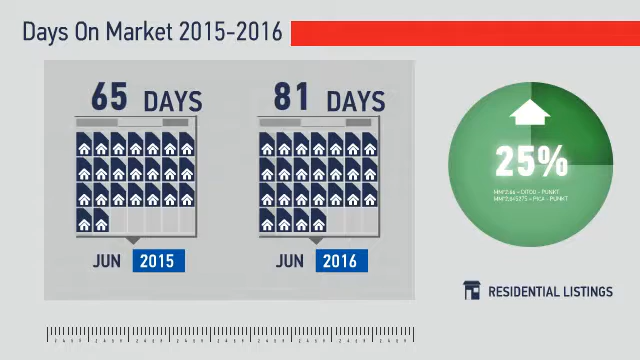 Days On Market 2015-2016
65 DAYS
81 DAYS
25%
JUN 2015
JUN 2016
RESIDENTIAL LISTINGS